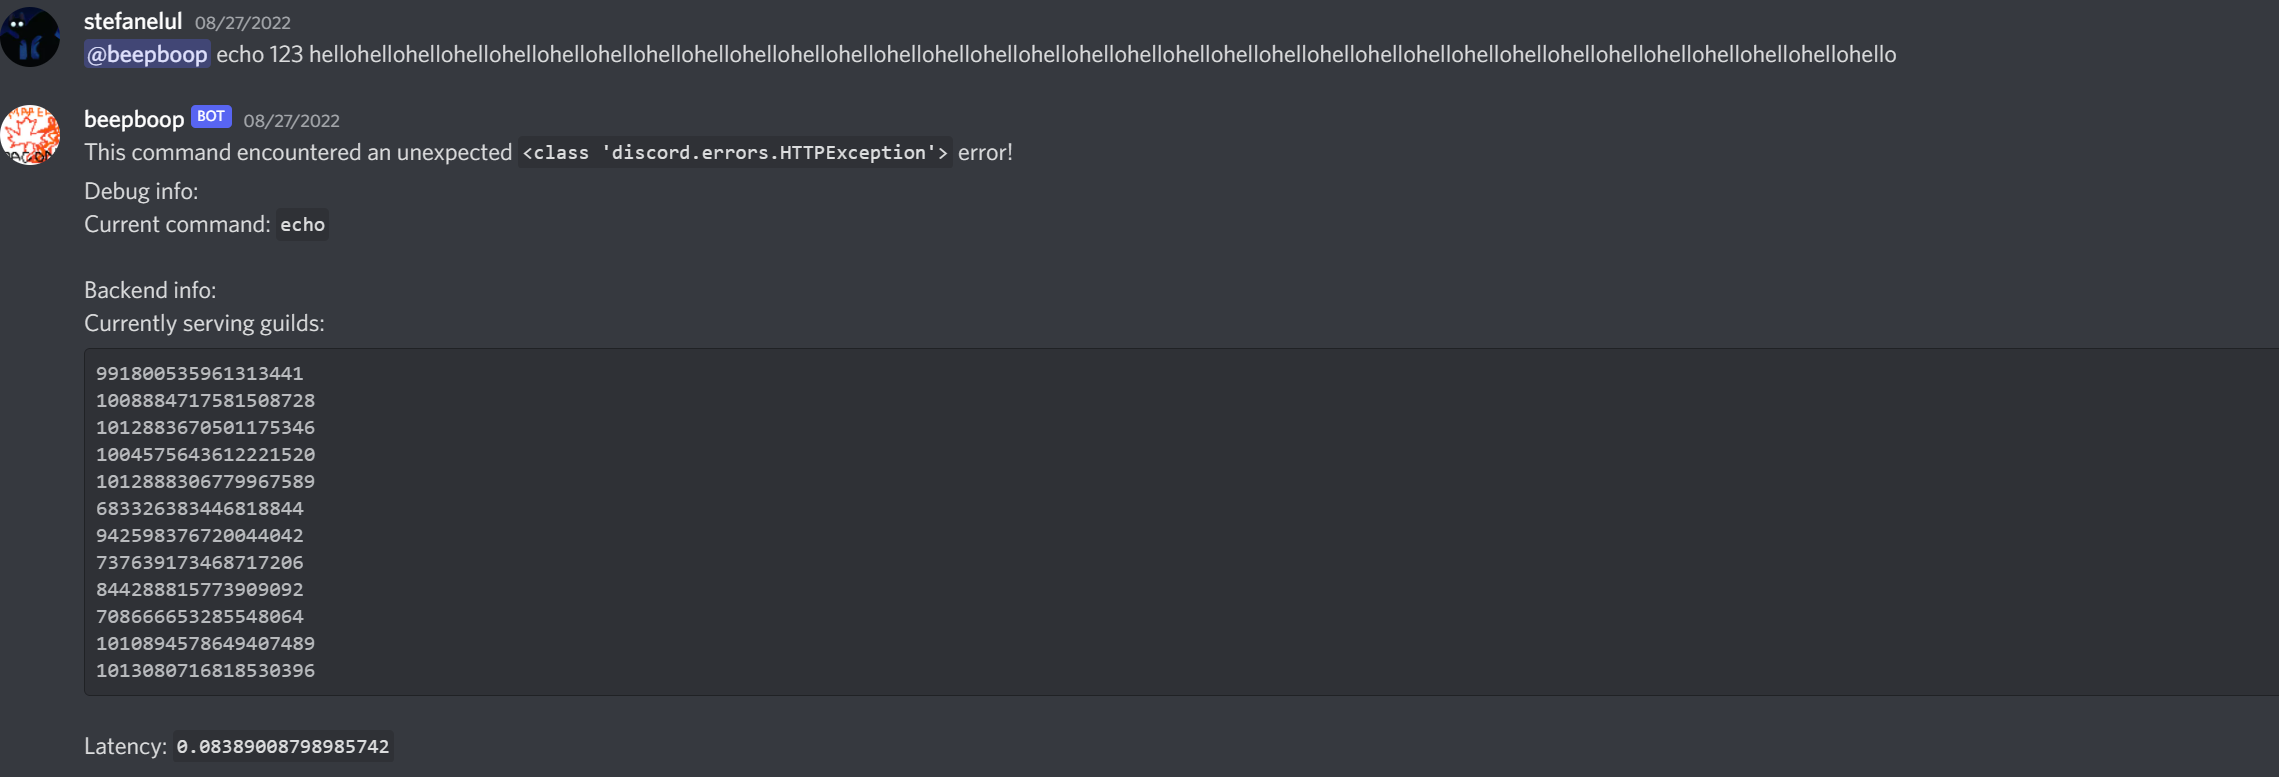 stefanelul 08/27/2022
@beepboop echo 123 hellohellohellohellohellohellohellohellohellohellohellohellohellohellohellohellohellohellohellohellohellohellohellohellohellohellohellohellohellohellohellohellohello
beepboop BOT 08/27/2022
This command encountered an unexpected <class 'discord.errors.HTTPException'> error!
Debug info:
Current command: echo
Backend info:
Currently serving guilds:
991800535961313441
1008884717581508728
1012883670501175346
1004575643612221520
1012888306779967589
683326383446818844
942598376720044042
737639173468717206
844288815773909092
708666653285548064
1010894578649407489
1013080716818530396
Latency: 0.08389008798985742